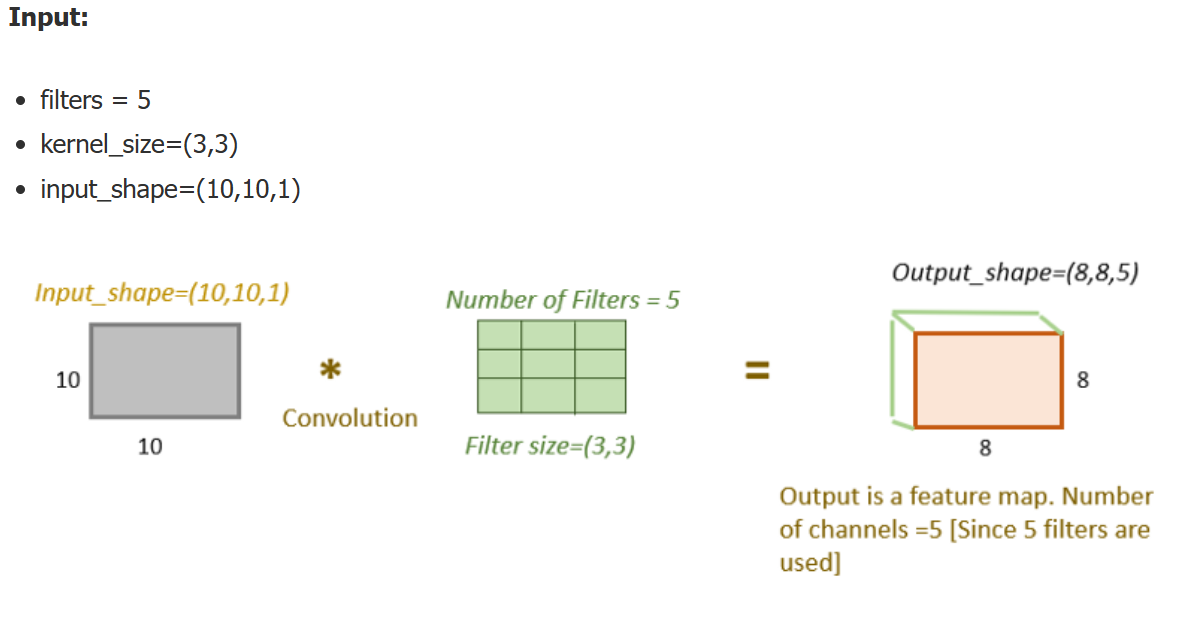 Input:
• filters = 5
• kernel_size=(3,3)
• input_shape=(10,10,1)
Output_shape=(8,8,5)
Input_shape=(10,10,1)
Number of Filters = 5
10
*
=
8
Convolution
10
Filter size=(3,3)
8
Output is a feature map. Number
of channels =5 [Since 5 filters are
used]